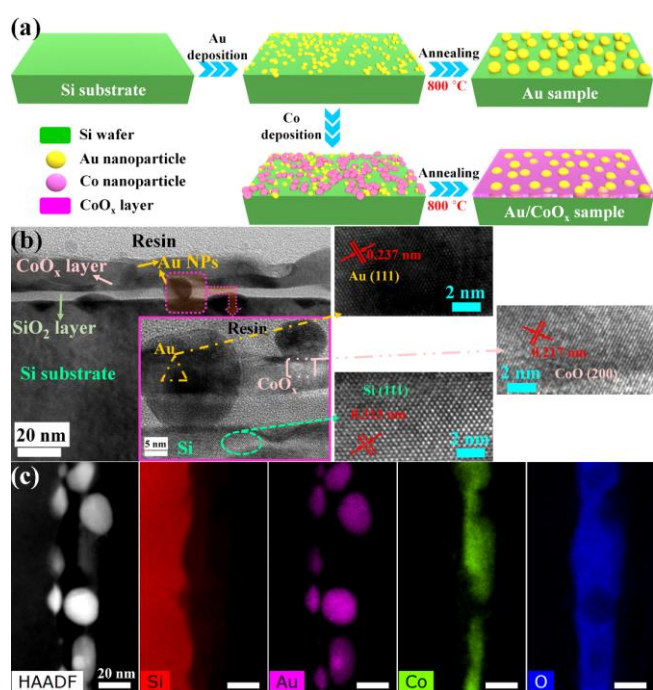 (a)
Au
deposition
Annealing
800 °C
Si substrate
Au sample
Co
deposition
Si wafer
Au nanoparticle
Co nanoparticle
CoOₓ layer
Annealing
800 °C
Au/CoOₓ sample
(b)
Resin
CoOₓ layer
Au NPs
SiO₂ layer
Si substrate
20 nm
Resin
Au
CoOₓ
Si
5 nm
0.237 nm
Au (111)
2 nm
0.217 nm
CoO (200)
2 nm
Si (111)
nm
2 nm
(c)
HAADF
20 nm
Si
Au
Co
O